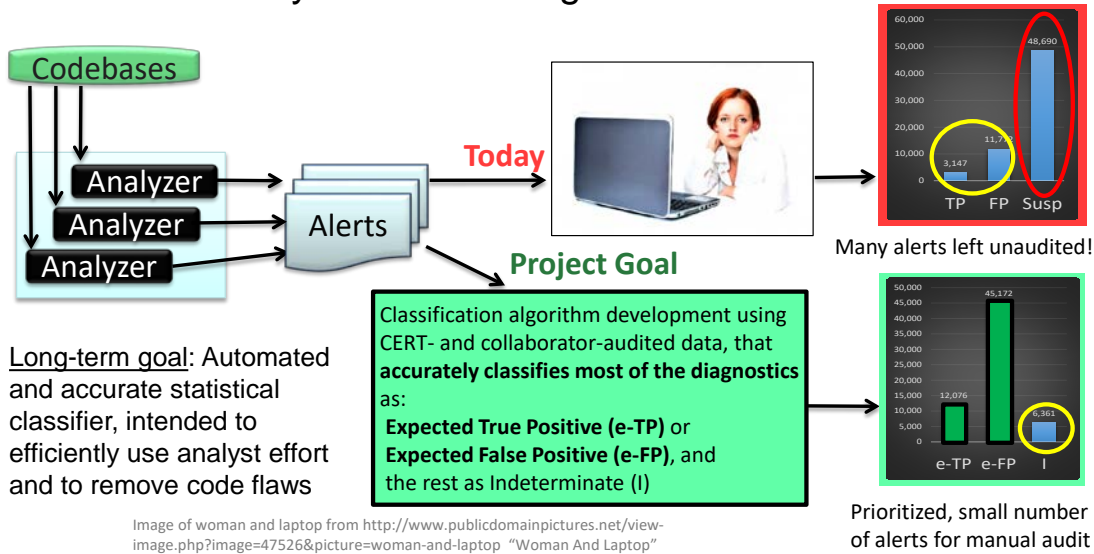 Codebases
Analyzer
Analyzer
Analyzer
Alerts
Today
Project Goal
Classification algorithm development using
CERT- and collaborator-audited data, that
accurately classifies most of the diagnostics
as:
Expected True Positive (e-TP) or
Expected False Positive (e-FP), and
the rest as Indeterminate (I)
60,000
50,000
40,000
30,000
20,000
10,000
0
48,690
3,147
TP FP Susp
Many alerts left unaudited!
50,000
45,000
40,000
35,000
30,000
25,000
20,000
15,000
10,000
5,000
0
45,172
12,076
6,361
e-TP e-FP I
Prioritized, small number
of alerts for manual audit
Long-term goal: Automated
and accurate statistical
classifier, intended to
efficiently use analyst effort
and to remove code flaws
Image of woman and laptop from http://www.publicdomainpictures.net/view-
image.php?image=47526&picture=woman-and-laptop “Woman And Laptop”